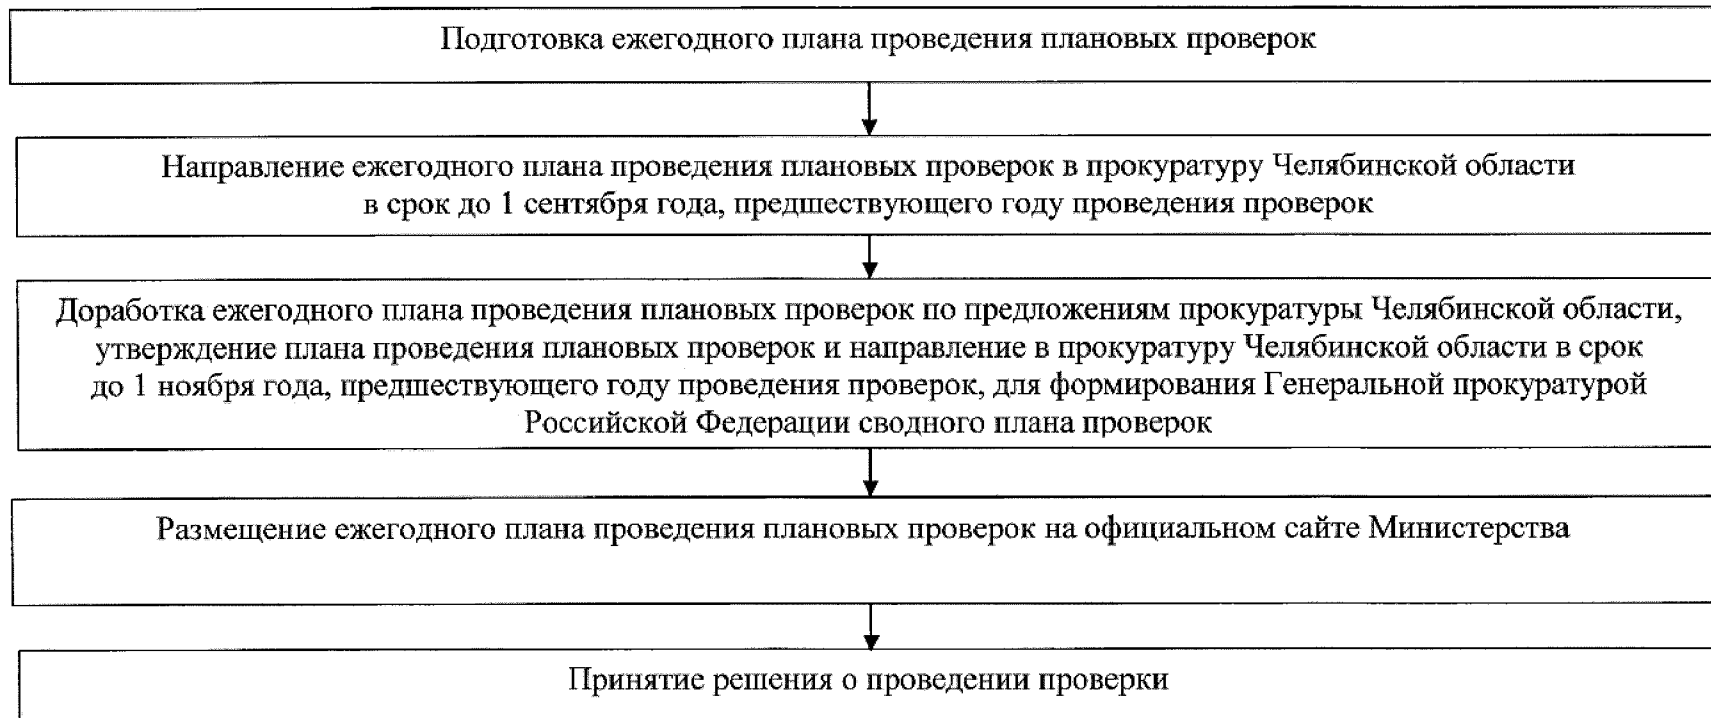 Подготовка ежегодного плана проведения плановых проверок
Направление ежегодного плана проведения плановых проверок в прокуратуру Челябинской области
в срок до 1 сентября года, предшествующего году проведения проверок
Доработка ежегодного плана проведения плановых проверок по предложениям прокуратуры Челябинской области,
утверждение плана проведения плановых проверок и направление в прокуратуру Челябинской области в срок
до 1 ноября года, предшествующего году проведения проверок, для формирования Генеральной прокуратурой
Российской Федерации сводного плана проверок
Размещение ежегодного плана проведения плановых проверок на официальном сайте Министерства
Принятие решения о проведении проверки